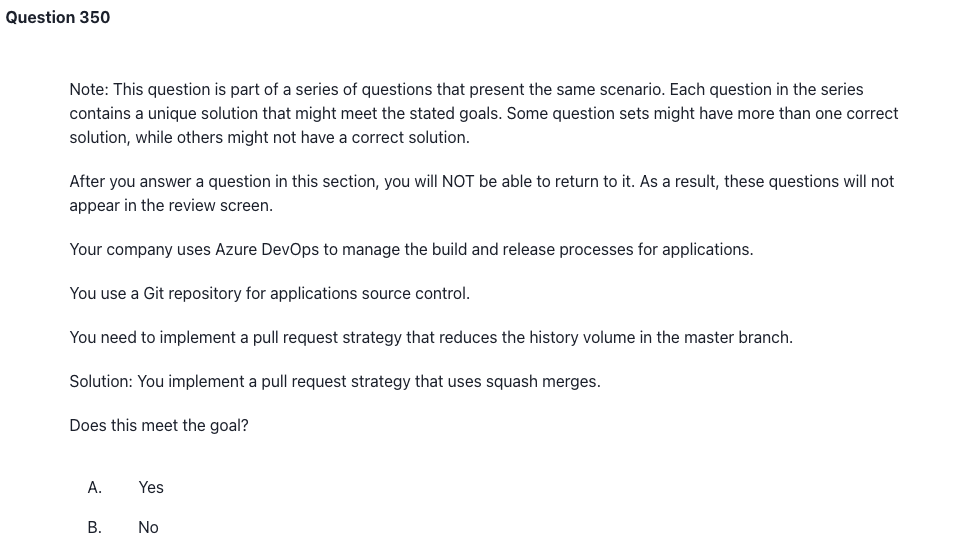 Question 350
Note: This question is part of a series of questions that present the same scenario. Each question in the series
contains a unique solution that might meet the stated goals. Some question sets might have more than one correct
solution, while others might not have a correct solution.
After you answer a question in this section, you will NOT be able to return to it. As a result, these questions will not
appear in the review screen.
Your company uses Azure DevOps to manage the build and release processes for applications.
You use a Git repository for applications source control.
You need to implement a pull request strategy that reduces the history volume in the master branch.
Solution: You implement a pull request strategy that uses squash merges.
Does this meet the goal?
A. Yes
B. No